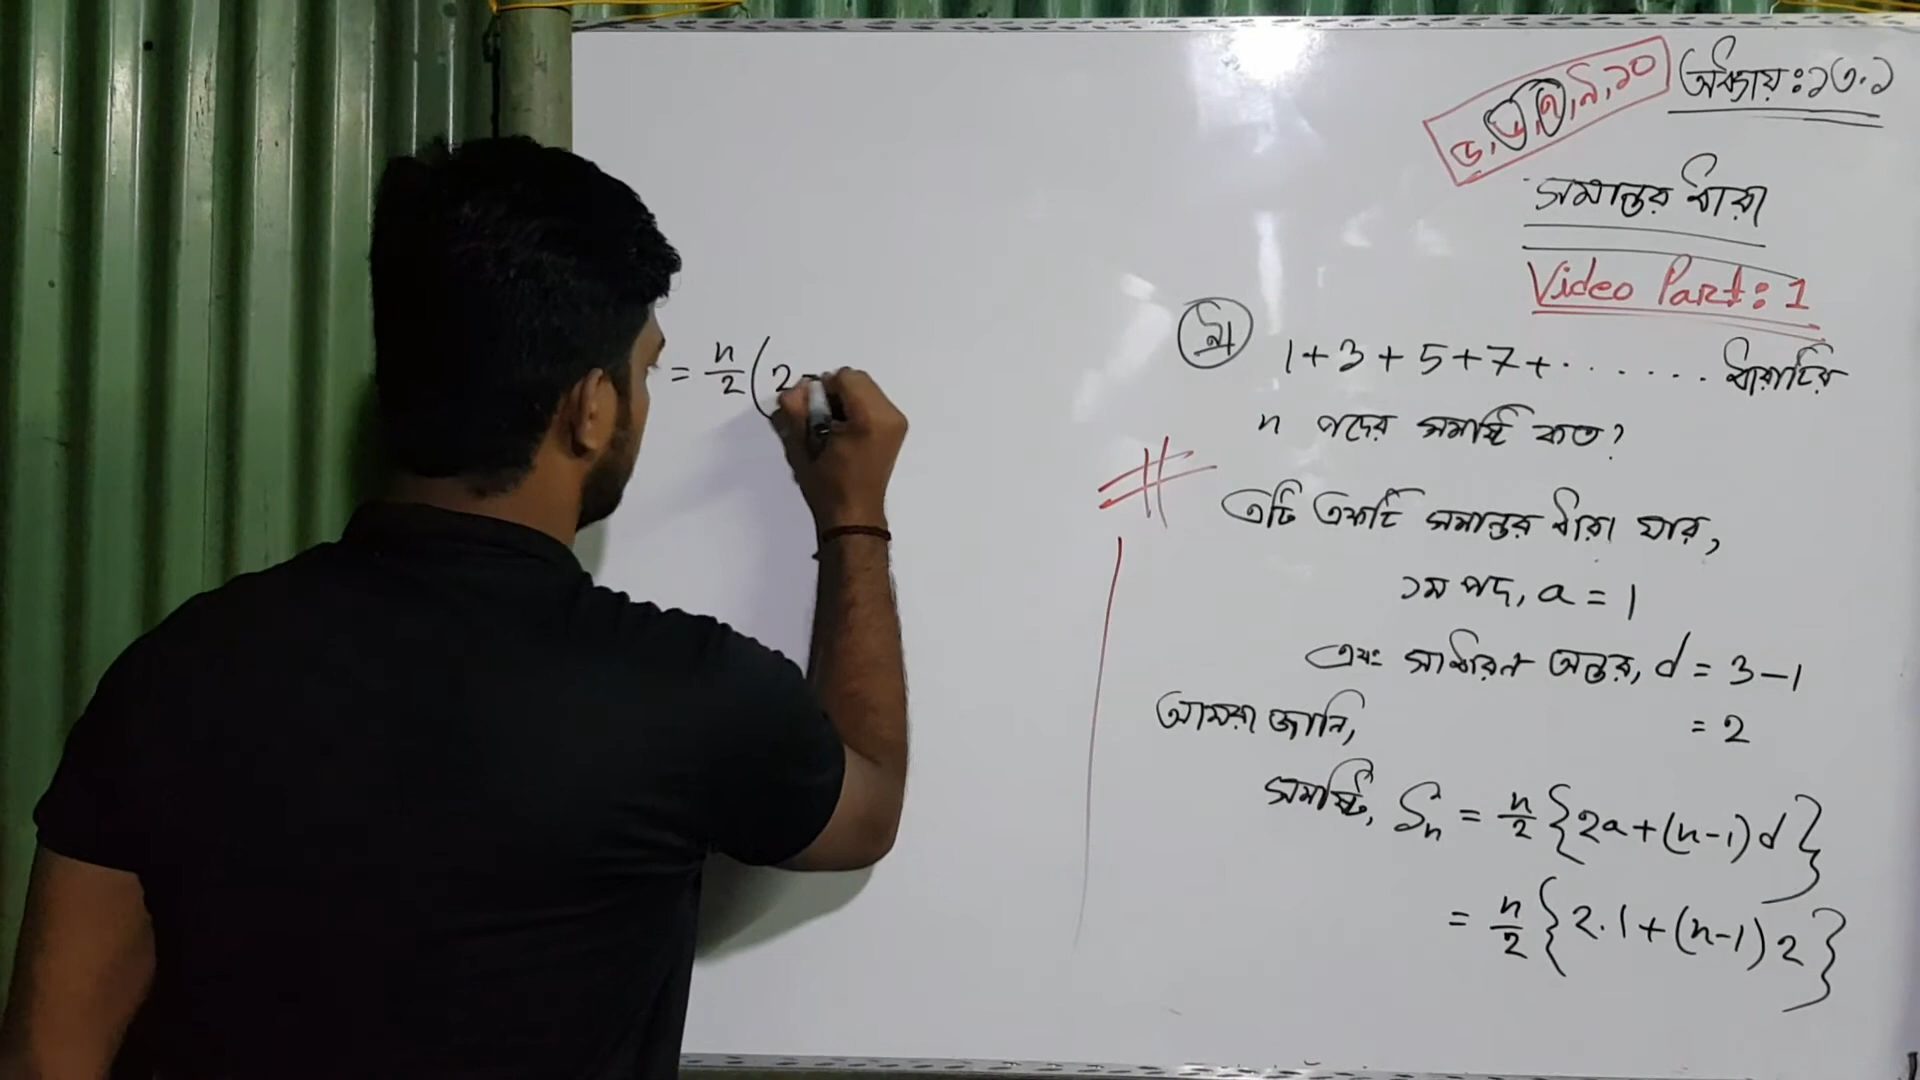 অধ্যায়ঃ১৩.১
৬, ৮, ৭, ৯, ১০
সমান্তর ধারা
Video Part: 1
1+3+5+7+....... ধারাটির
n পদের সমষ্টি কত?
এটি একটি সমান্তর ধারা যার,
১ম পদ, a = 1
এবং সাধারণ অন্তর, d = 3-1
= 2
আমরা জানি,
সমষ্টি, Sn = n/2 {2a+(n-1)d}
= n/2 {2.1+(n-1)2}
= n/2 (2